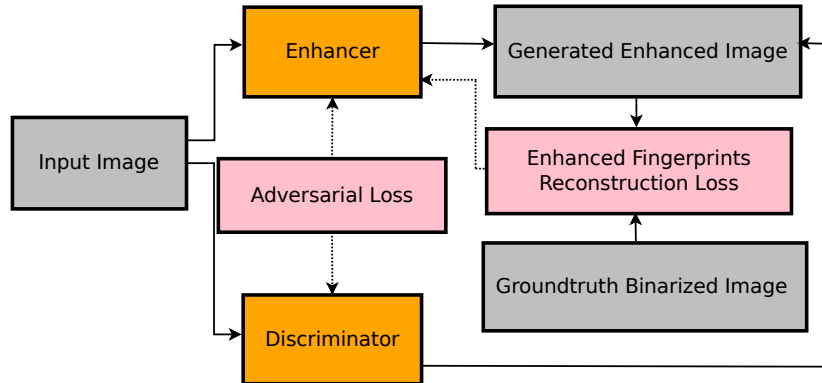 Enhancer
Generated Enhanced Image
Input Image
Adversarial Loss
Enhanced Fingerprints
Reconstruction Loss
Groundtruth Binarized Image
Discriminator